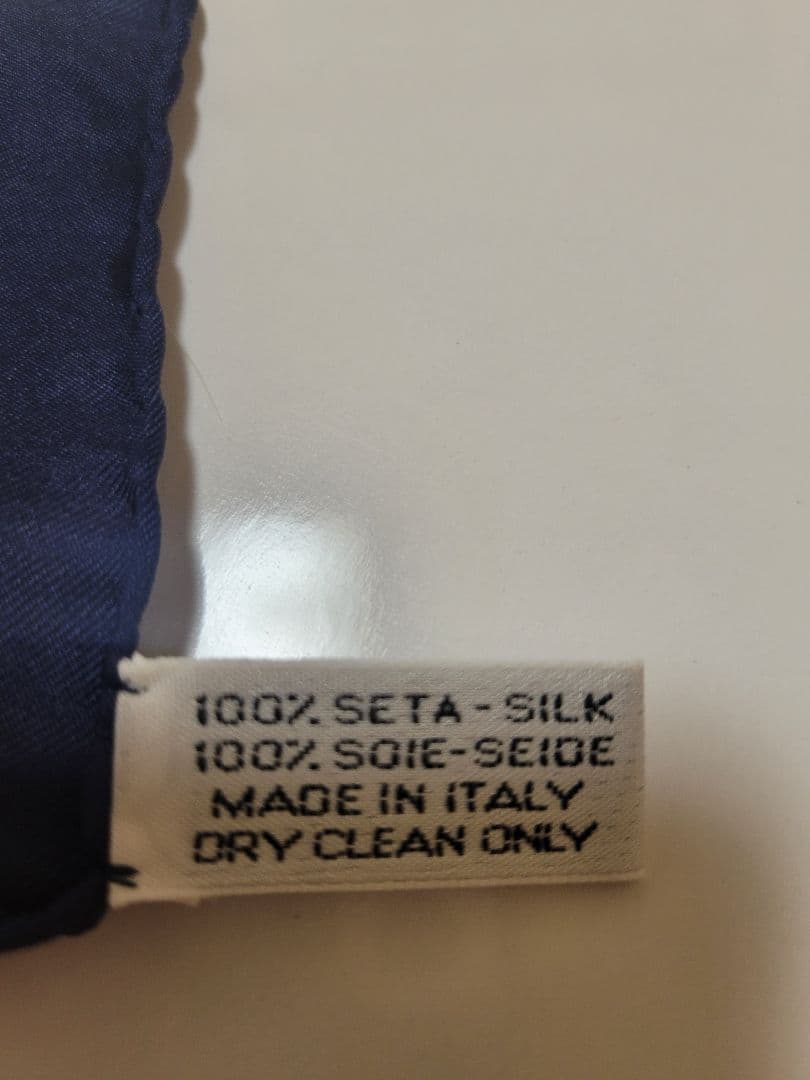 100% SETA - SILK
100% SOIE-SEIDE
MADE IN ITALY
DRY CLEAN ONLY